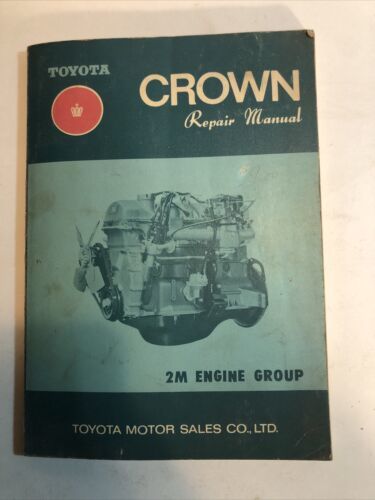 TOYOTA
CROWN
Repair Manual
2M ENGINE GROUP
TOYOTA MOTOR SALES CO., LTD.